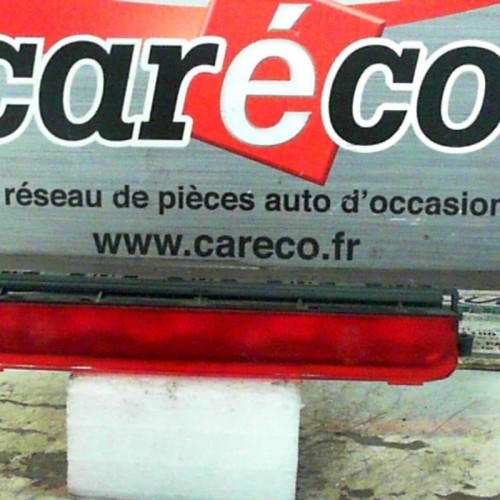 caréco
réseau de pièces auto d'occasion
www.careco.fr